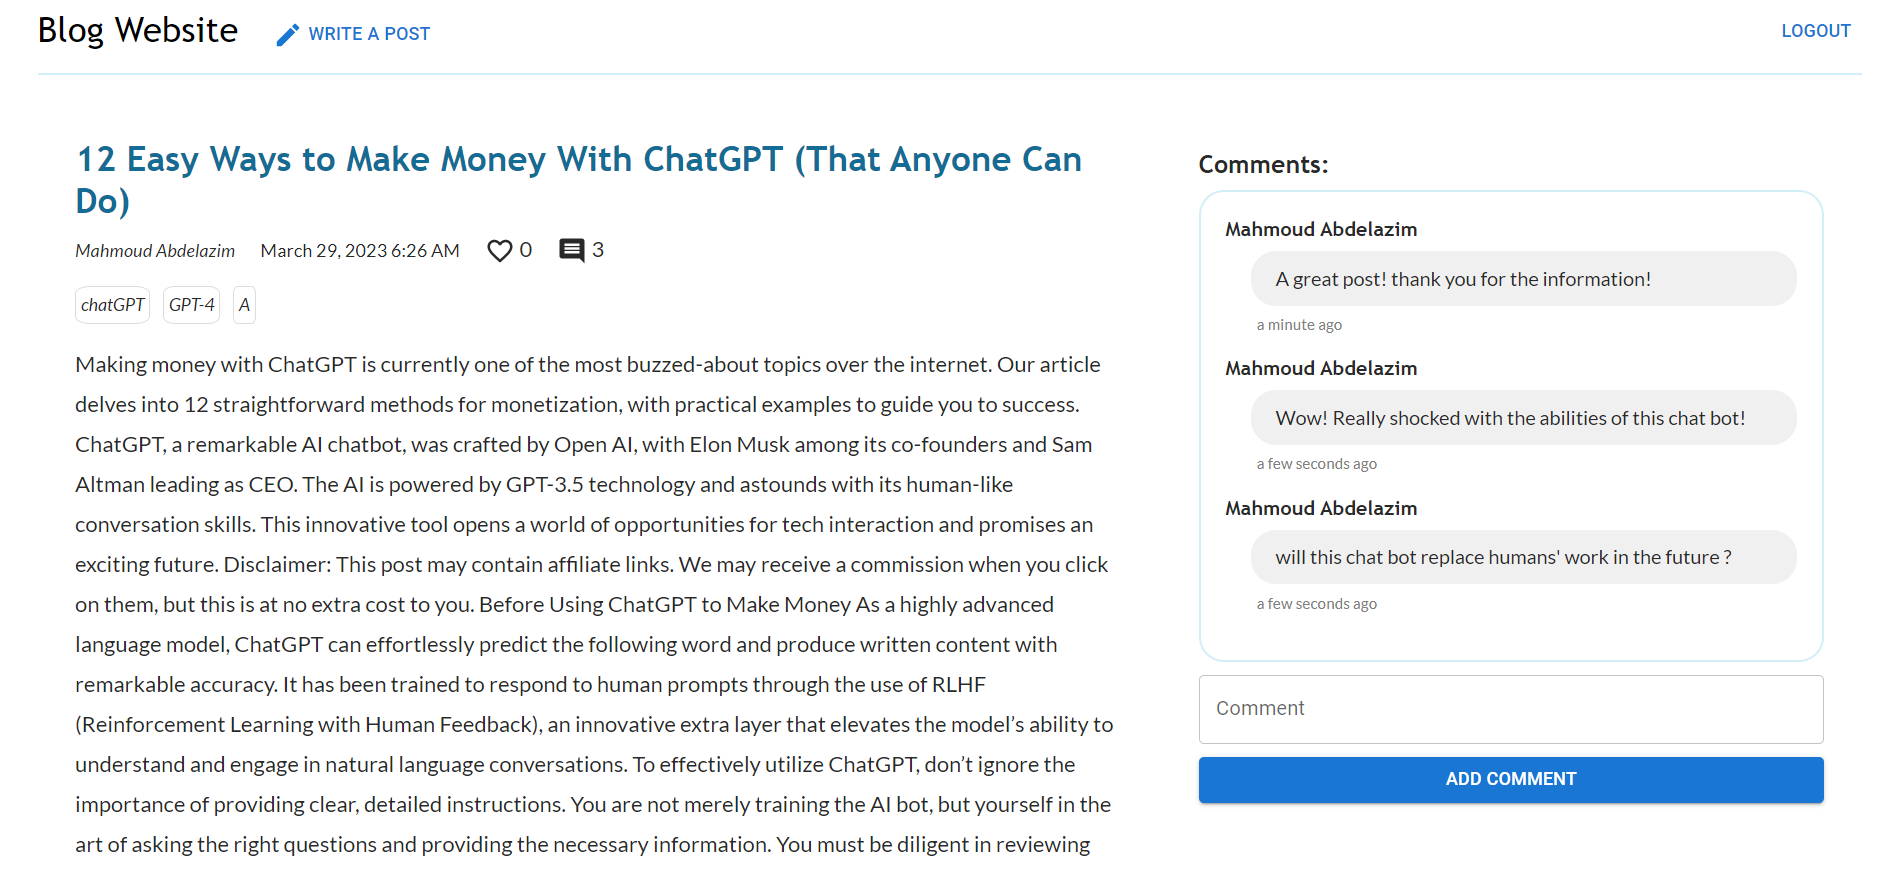 Blog Website
WRITE A POST
LOGOUT
12 Easy Ways to Make Money With ChatGPT (That Anyone Can
Do)
Mahmoud Abdelazim March 29, 2023 6:26 AM 0 3
chatGPT GPT-4 A
Making money with ChatGPT is currently one of the most buzzed-about topics over the internet. Our article
delves into 12 straightforward methods for monetization, with practical examples to guide you to success.
ChatGPT, a remarkable AI chatbot, was crafted by Open AI, with Elon Musk among its co-founders and Sam
Altman leading as CEO. The AI is powered by GPT-3.5 technology and astounds with its human-like
conversation skills. This innovative tool opens a world of opportunities for tech interaction and promises an
exciting future. Disclaimer: This post may contain affiliate links. We may receive a commission when you click
on them, but this is at no extra cost to you. Before Using ChatGPT to Make Money As a highly advanced
language model, ChatGPT can effortlessly predict the following word and produce written content with
remarkable accuracy. It has been trained to respond to human prompts through the use of RLHF
(Reinforcement Learning with Human Feedback), an innovative extra layer that elevates the model’s ability to
understand and engage in natural language conversations. To effectively utilize ChatGPT, don’t ignore the
importance of providing clear, detailed instructions. You are not merely training the AI bot, but yourself in the
art of asking the right questions and providing the necessary information. You must be diligent in reviewing
Comments:
Mahmoud Abdelazim
A great post! thank you for the information!
a minute ago
Mahmoud Abdelazim
Wow! Really shocked with the abilities of this chat bot!
a few seconds ago
Mahmoud Abdelazim
will this chat bot replace humans' work in the future ?
a few seconds ago
Comment
ADD COMMENT